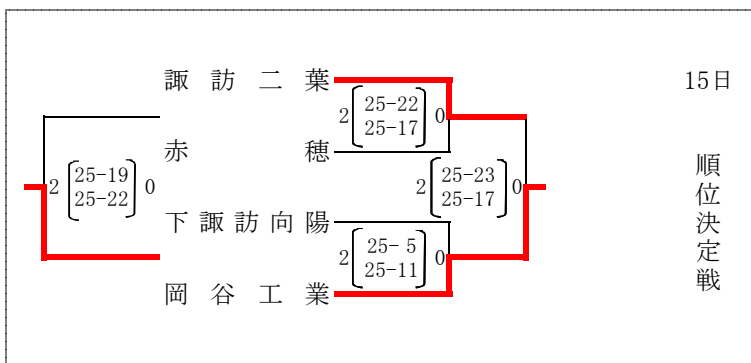 諏訪二葉
15日
2 25-22 0
25-17
赤穂
2 25-19 0
25-22
2 25-23 0
25-17
順位決定戦
下諏訪向陽
2 25- 5 0
25-11
岡谷工業